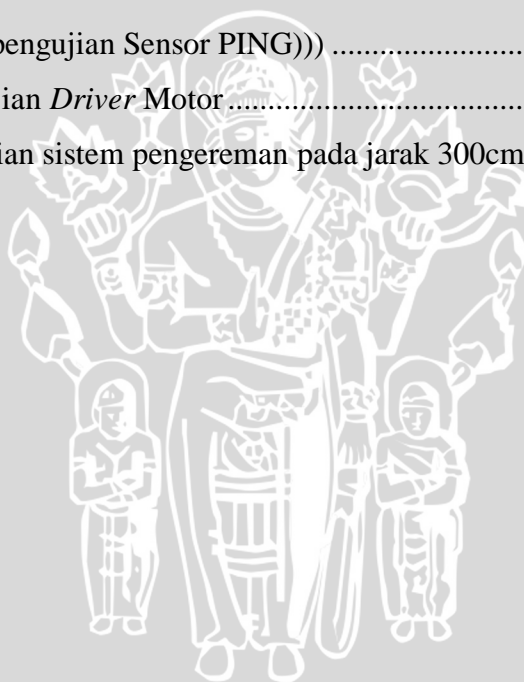 pengujian Sensor PING))) ........................
ian Driver Motor .....................................
ian sistem pengereman pada jarak 300cm